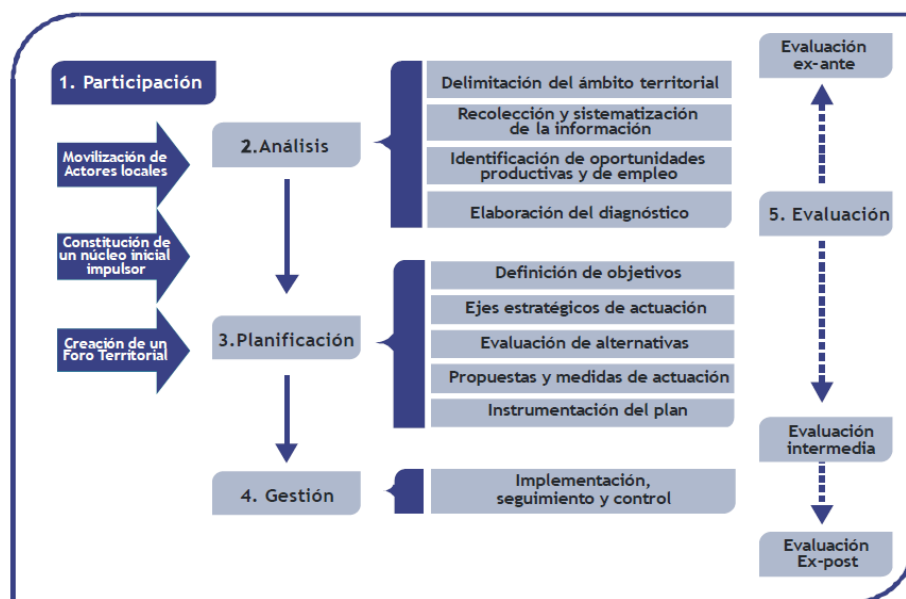 1. Participación
Movilización de
Actores locales
Constitución de
un núcleo inicial
impulsor
Creación de un
Foro Territorial
2.Análisis
3.Planificación
4. Gestión
Delimitación del ámbito territorial
Recolección y sistematización
de la información
Identificación de oportunidades
productivas y de empleo
Elaboración del diagnóstico
Definición de objetivos
Ejes estratégicos de actuación
Evaluación de alternativas
Propuestas y medidas de actuación
Instrumentación del plan
Implementación,
seguimiento y control
Evaluación
ex-ante
5. Evaluación
Evaluación
intermedia
Evaluación
Ex-post